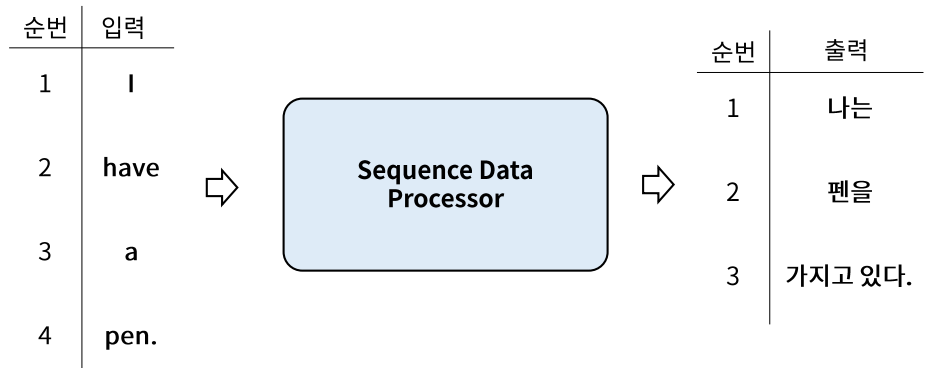 순번 입력
1 I
2 have
3 a
4 pen.
Sequence Data
Processor
순번 출력
1 나는
2 펜을
3 가지고 있다.